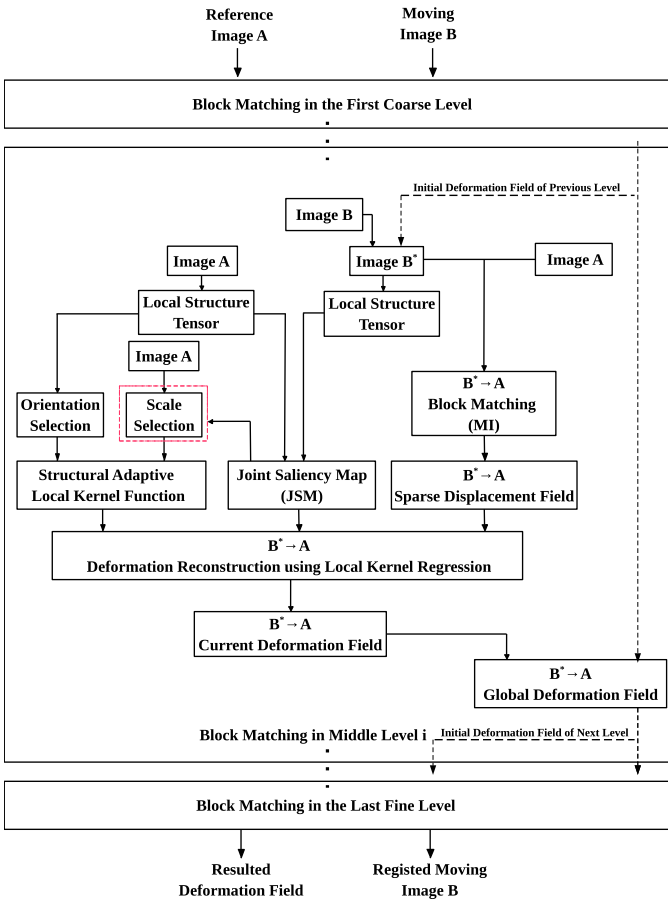 Reference
Image A
Moving
Image B
Block Matching in the First Coarse Level
Initial Deformation Field of Previous Level
Image B
Image A
Image B*
Image A
Local Structure
Tensor
Local Structure
Tensor
Image A
B*→A
Block Matching
(MI)
Orientation
Selection
Scale
Selection
Structural Adaptive
Local Kernel Function
Joint Saliency Map
(JSM)
B*→A
Sparse Displacement Field
B*→A
Deformation Reconstruction using Local Kernel Regression
B*→A
Current Deformation Field
B*→A
Global Deformation Field
Block Matching in Middle Level i
Initial Deformation Field of Next Level
Block Matching in the Last Fine Level
Resulted
Deformation Field
Registed Moving
Image B